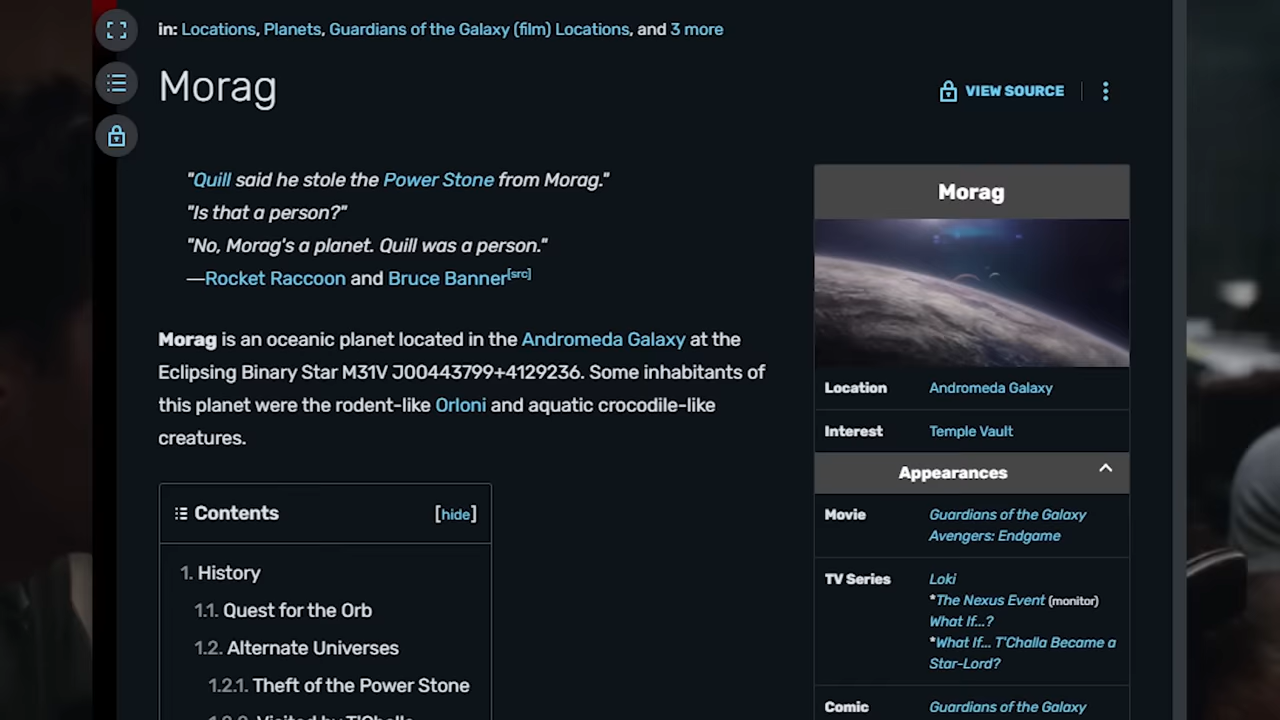 in: Locations, Planets, Guardians of the Galaxy (film) Locations, and 3 more
Morag
VIEW SOURCE
"Quill said he stole the Power Stone from Morag."
"Is that a person?"
"No, Morag's a planet. Quill was a person."
—Rocket Raccoon and Bruce Banner[src]
Morag is an oceanic planet located in the Andromeda Galaxy at the
Eclipsing Binary Star M31V J00443799+4129236. Some inhabitants of
this planet were the rodent-like Orloni and aquatic crocodile-like
creatures.
Contents [hide]
1. History
1.1. Quest for the Orb
1.2. Alternate Universes
1.2.1. Theft of the Power Stone
1.2.2. Visited by T'Challa
Morag
Location Andromeda Galaxy
Interest Temple Vault
Appearances
Movie Guardians of the Galaxy
Avengers: Endgame
TV Series Loki
*The Nexus Event (monitor)
What If...?
*What If... T'Challa Became a
Star-Lord?
Comic Guardians of the Galaxy